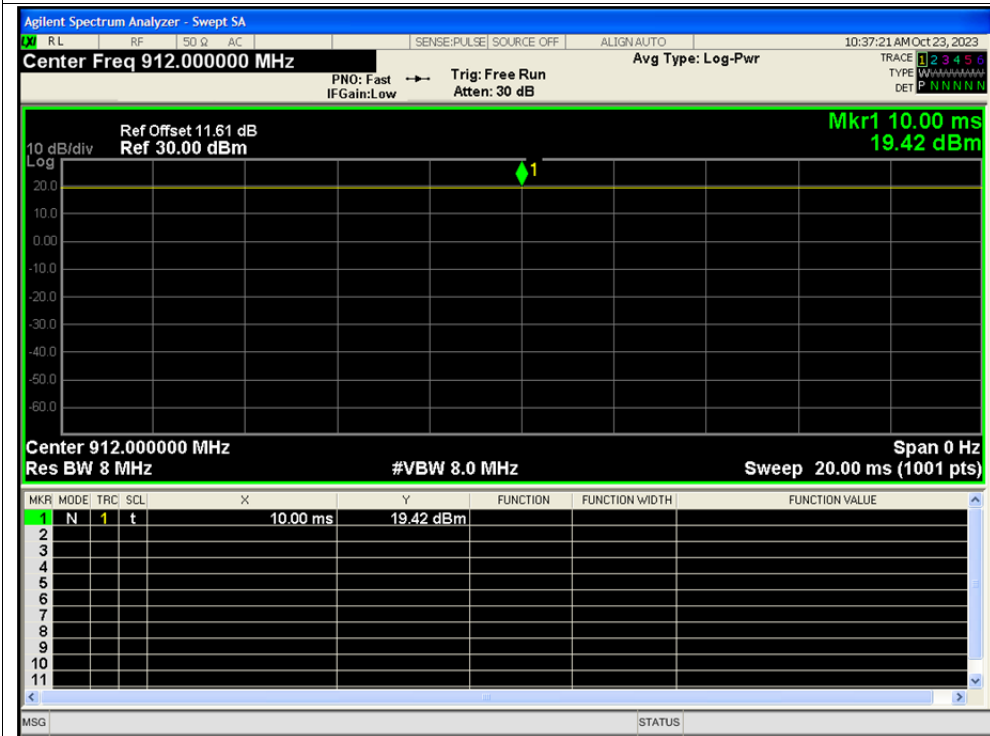 Agilent Spectrum Analyzer - Swept SA
LXI RL RF 50 Ω AC SENSE:PULSE SOURCE OFF ALIGN AUTO 10:37:21 AM Oct 23, 2023
Center Freq 912.000000 MHz Avg Type: Log-Pwr TRACE 1 2 3 4 5 6
PNO: Fast Trig: Free Run TYPE WWWWWWW
IFGain:Low Atten: 30 dB DET P N N N N N
Mkr1 10.00 ms
Ref Offset 11.61 dB
10 dB/div Ref 30.00 dBm 19.42 dBm
Log
1
20.0
10.0
0.00
-10.0
-20.0
-30.0
-40.0
-50.0
-60.0
Center 912.000000 MHz Span 0 Hz
Res BW 8 MHz #VBW 8.0 MHz Sweep 20.00 ms (1001 pts)
MKR MODE TRC SCL X Y FUNCTION FUNCTION WIDTH FUNCTION VALUE
1 N 1 t 10.00 ms 19.42 dBm
2
3
4
5
6
7
8
9
10
11
MSG STATUS